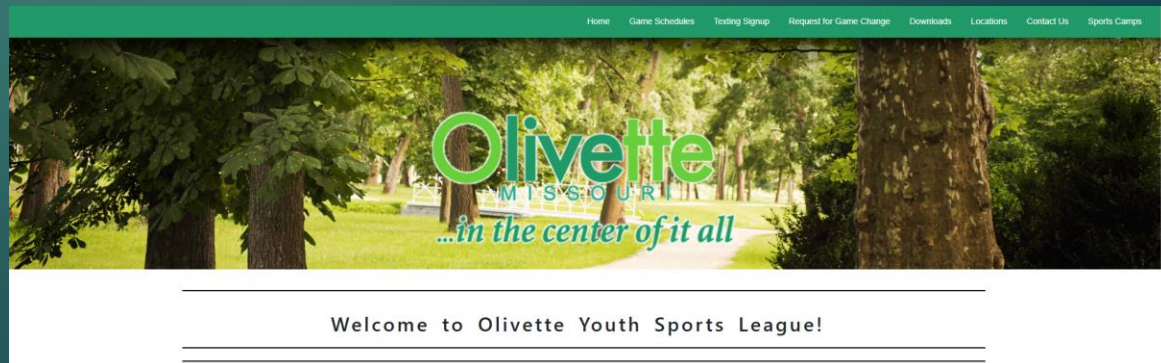 Home Game Schedules Texting Signup Request for Game Change Downloads Locations Contact Us Sports Camps
Olivette
MISSOURI
...in the center of it all
Welcome to Olivette Youth Sports League!